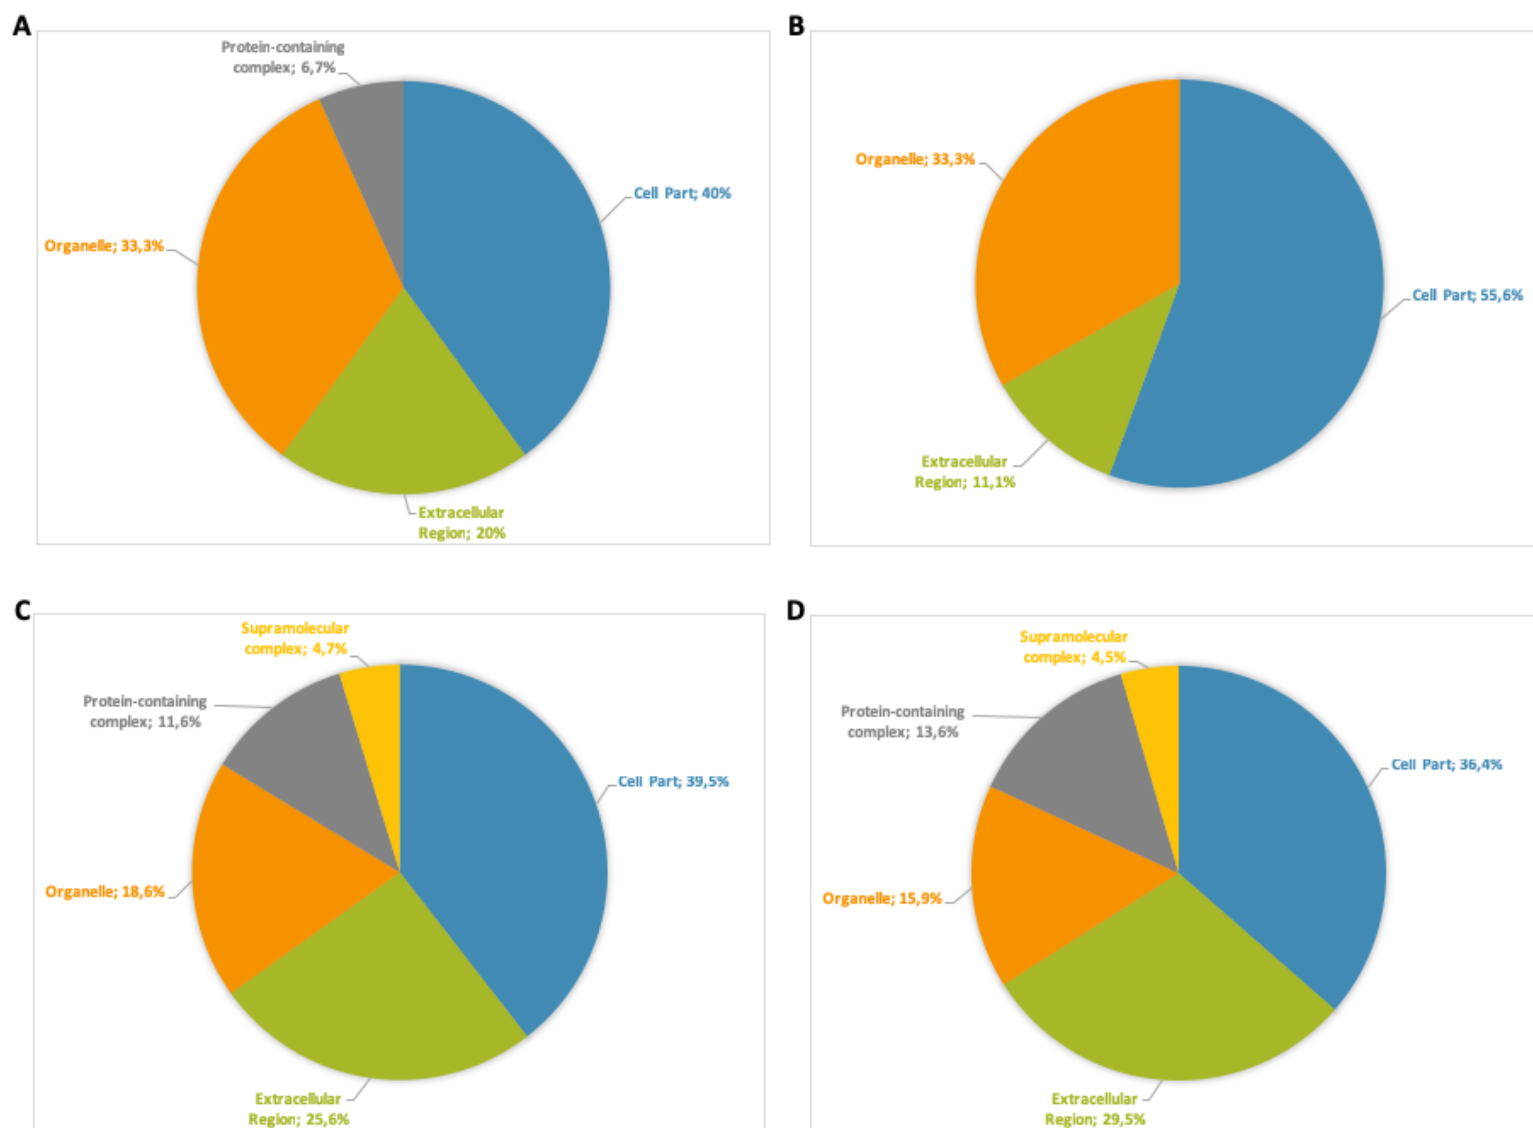 A
Protein-containing
complex; 6,7%
Cell Part; 40%
Organelle; 33,3%
Extracellular
Region; 20%
B
Organelle; 33,3%
Cell Part; 55,6%
Extracellular
Region; 11,1%
C
Supramolecular
complex; 4,7%
Protein-containing
complex; 11,6%
Cell Part; 39,5%
Organelle; 18,6%
Extracellular
Region; 25,6%
D
Supramolecular
complex; 4,5%
Protein-containing
complex; 13,6%
Cell Part; 36,4%
Organelle; 15,9%
Extracellular
Region; 29,5%